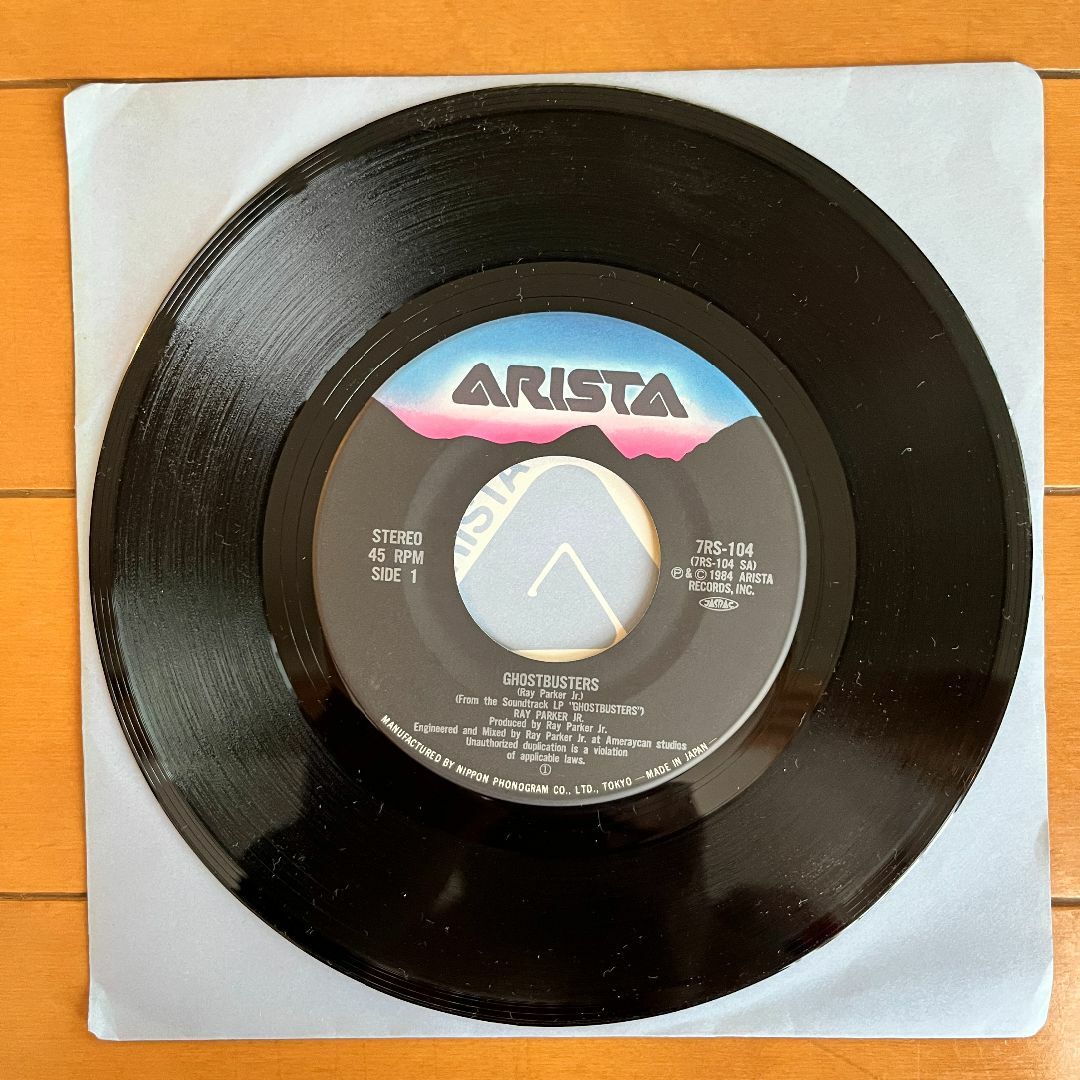 ARISTA
STEREO
45 RPM
SIDE 1
7RS-104
(7RS-104 SA)
Ⓟ & © 1984 ARISTA
RECORDS, INC.
JASRAC
ARISTA
GHOSTBUSTERS
(Ray Parker Jr.)
(From the Soundtrack LP "GHOSTBUSTERS")
RAY PARKER JR.
Produced by Ray Parker Jr.
Engineered and Mixed by Ray Parker Jr. at Ameraycan studios
Unauthorized duplication is a violation
of applicable laws.
①
MANUFACTURED BY NIPPON PHONOGRAM CO., LTD., TOKYO — MADE IN JAPAN —